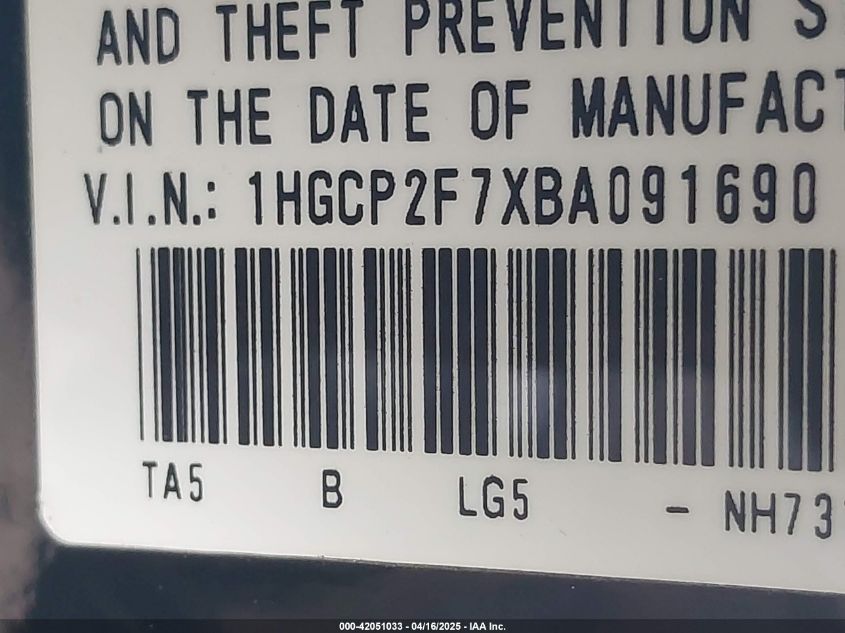 AND THEFT PREVENTION S
ON THE DATE OF MANUFACT
V.I.N.: 1HGCP2F7XBA091690
TA5 B LG5 - NH73
000-42051033 - 04/16/2025 - IAA Inc.